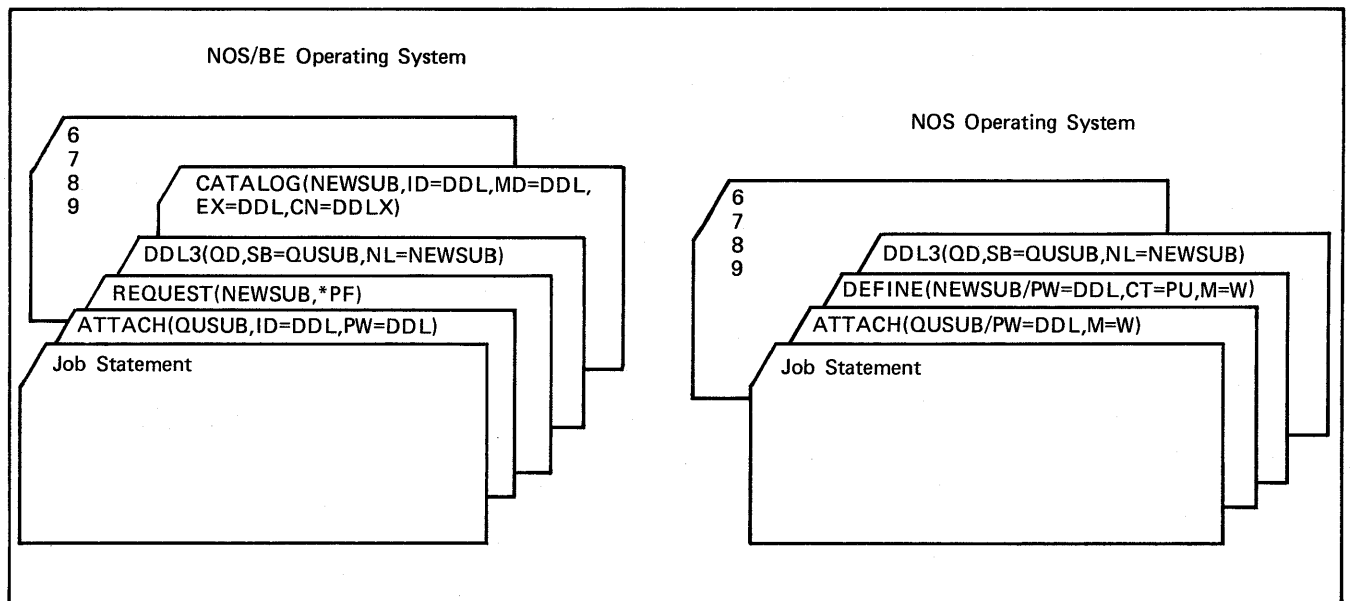 NOS/BE Operating System
6
7
8
9
CATALOG(NEWSUB,ID=DDL,MD=DDL,
EX=DDL,CN=DDLX)
DDL3(QD,SB=QUSUB,NL=NEWSUB)
REQUEST(NEWSUB,*PF)
ATTACH(QUSUB,ID=DDL,PW=DDL)
Job Statement
NOS Operating System
6
7
8
9
DDL3(QD,SB=QUSUB,NL=NEWSUB)
DEFINE(NEWSUB/PW=DDL,CT=PU,M=W)
ATTACH(QUSUB/PW=DDL,M=W)
Job Statement